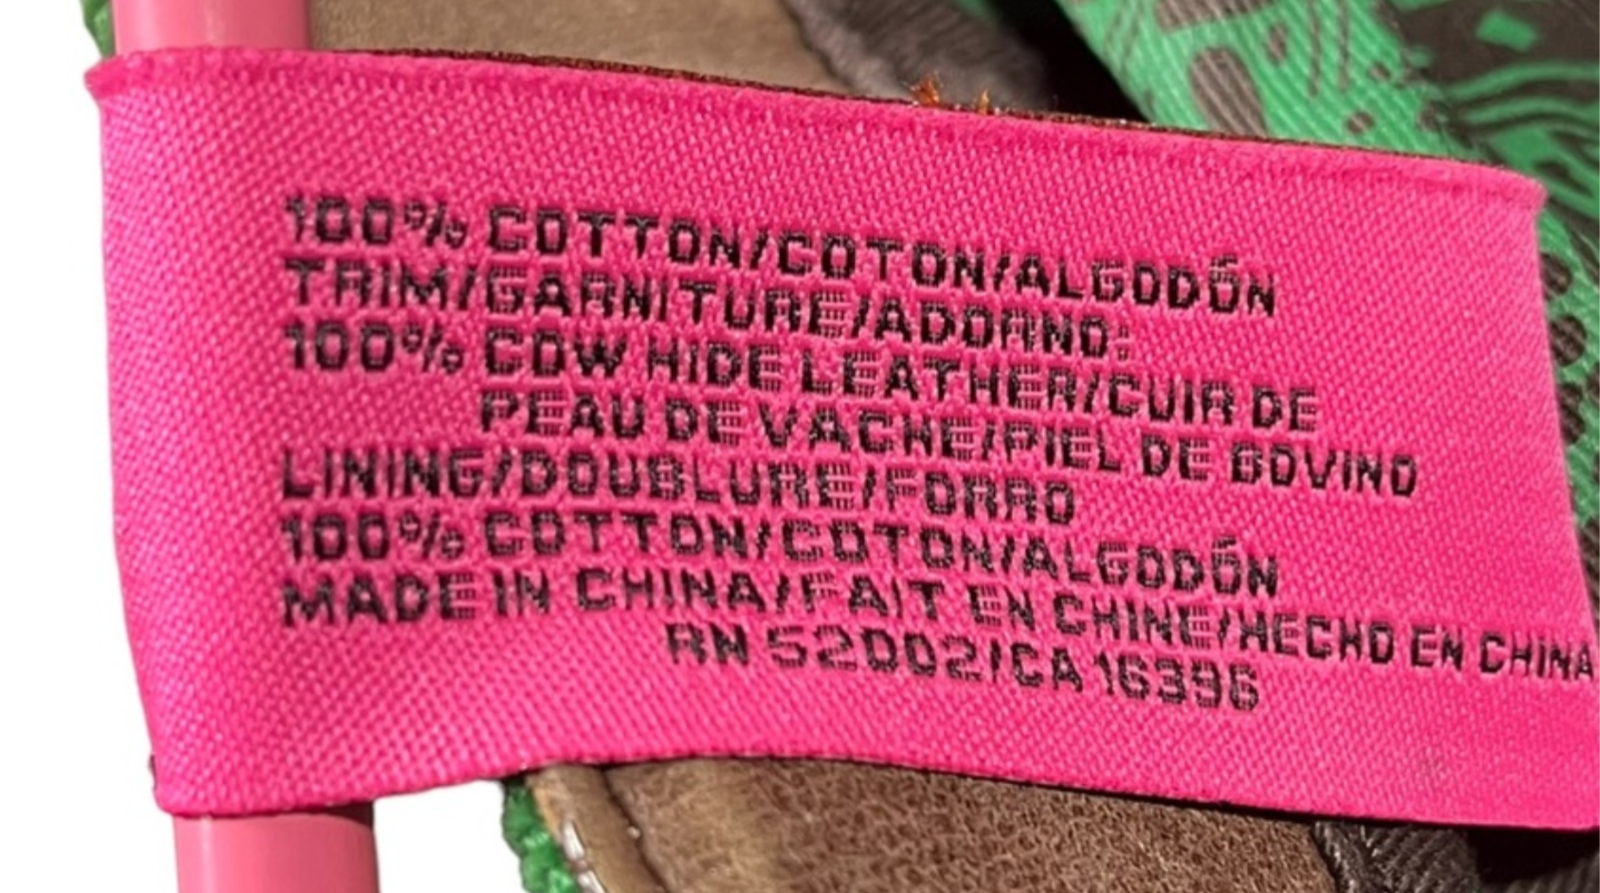 100% COTTON/COTON/ALGODÓN
TRIM/GARNITURE/ADORNO:
100% COW HIDE LEATHER/CUIR DE
PEAU DE VACHE/PIEL DE BOVINO
LINING/DOUBLURE/FORRO
100% COTTON/COTON/ALGODÓN
MADE IN CHINA/FAIT EN CHINE/HECHO EN CHINA
RN 52002/CA 16396